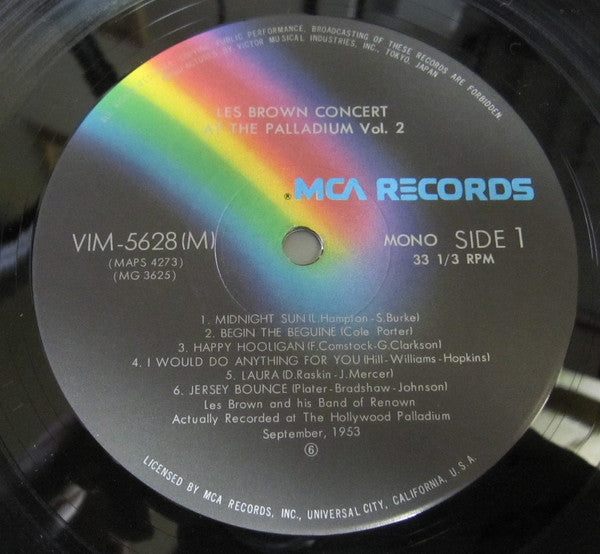 PUBLIC PERFORMANCE, BROADCASTING OF THESE RECORDS ARE FORBIDDEN.
VICTOR MUSICAL INDUSTRIES, INC., TOKYO, JAPAN
LES BROWN CONCERT
AT THE PALLADIUM Vol. 2
® MCA RECORDS
VIM-5628(M)
(MAPS 4273)
(MG 3625)
MONO SIDE 1
33 1/3 RPM
1. MIDNIGHT SUN(L.Hampton-S.Burke)
2. BEGIN THE BEGUINE(Cole Porter)
3. HAPPY HOOLIGAN(F.Comstock-G.Clarkson)
4. I WOULD DO ANYTHING FOR YOU(Hill-Williams-Hopkins)
5. LAURA(D.Raskin-J.Mercer)
6. JERSEY BOUNCE(Plater-Bradshaw-Johnson)
Les Brown and his Band of Renown
Actually Recorded at The Hollywood Palladium
September, 1953
⑥
LICENSED BY MCA RECORDS, INC., UNIVERSAL CITY, CALIFORNIA, U.S.A.